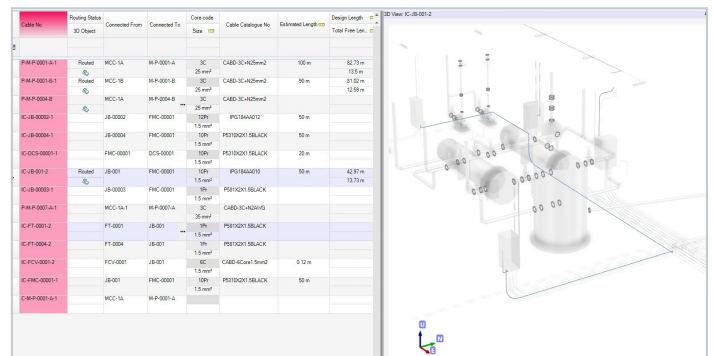 3D View: IC-JB-001-2
Cable No Routing Status Connected From Connected To Core code Cable Catalogue No Estimated Length Design Length
3D Object Size Total Free Len...
P-M-P-0001-A-1 Routed MCC-1A M-P-0001-A 3C CABD-3C+N25mm2 100 m 82.73 m
25 mm² 13.5 m
P-M-P-0001-B-1 Routed MCC-1B M-P-0001-B 3C CABD-3C+N25mm2 90 m 81.02 m
25 mm² 12.59 m
P-M-P-0004-B MCC-1A M-P-0004-B 3C CABD-3C+N25mm2
25 mm²
IC-JB-00002-1 JB-00002 FMC-00001 12Pr IPG184AA012 50 m
1.5 mm²
IC-JB-00004-1 JB-00004 FMC-00001 10Pr P5310X2X1.5BLACK 50 m
1.5 mm²
IC-DCS-00001-1 FMC-00001 DCS-00001 10Pr P5310X2X1.5BLACK 20 m
1.5 mm²
IC-JB-001-2 Routed JB-001 FMC-00001 10Pr IPG184AA010 50 m 42.97 m
1.5 mm² 13.73 m
IC-JB-00003-1 JB-00003 FMC-00001 1Pr P581X2X1.5BLACK
1.5 mm²
P-M-P-0007-A-1 MCC-1A-1 M-P-0007-A 3C CABD-3C+N2AWG
35 mm²
IC-FT-0001-2 FT-0001 JB-001 1Pr P581X2X1.5BLACK
1.5 mm²
IC-FT-0004-2 FT-0004 JB-001 1Pr P581X2X1.5BLACK
1.5 mm²
IC-FCV-0001-2 FCV-0001 JB-001 6C CABD-6Core1.5mm2 0.12 m
1.5 mm²
IC-FMC-00001-1 JB-001 FMC-00001 10Pr P5310X2X1.5BLACK 50 m
1.5 mm²
C-M-P-0001-A-1 MCC-1A M-P-0001-A
U
N
E